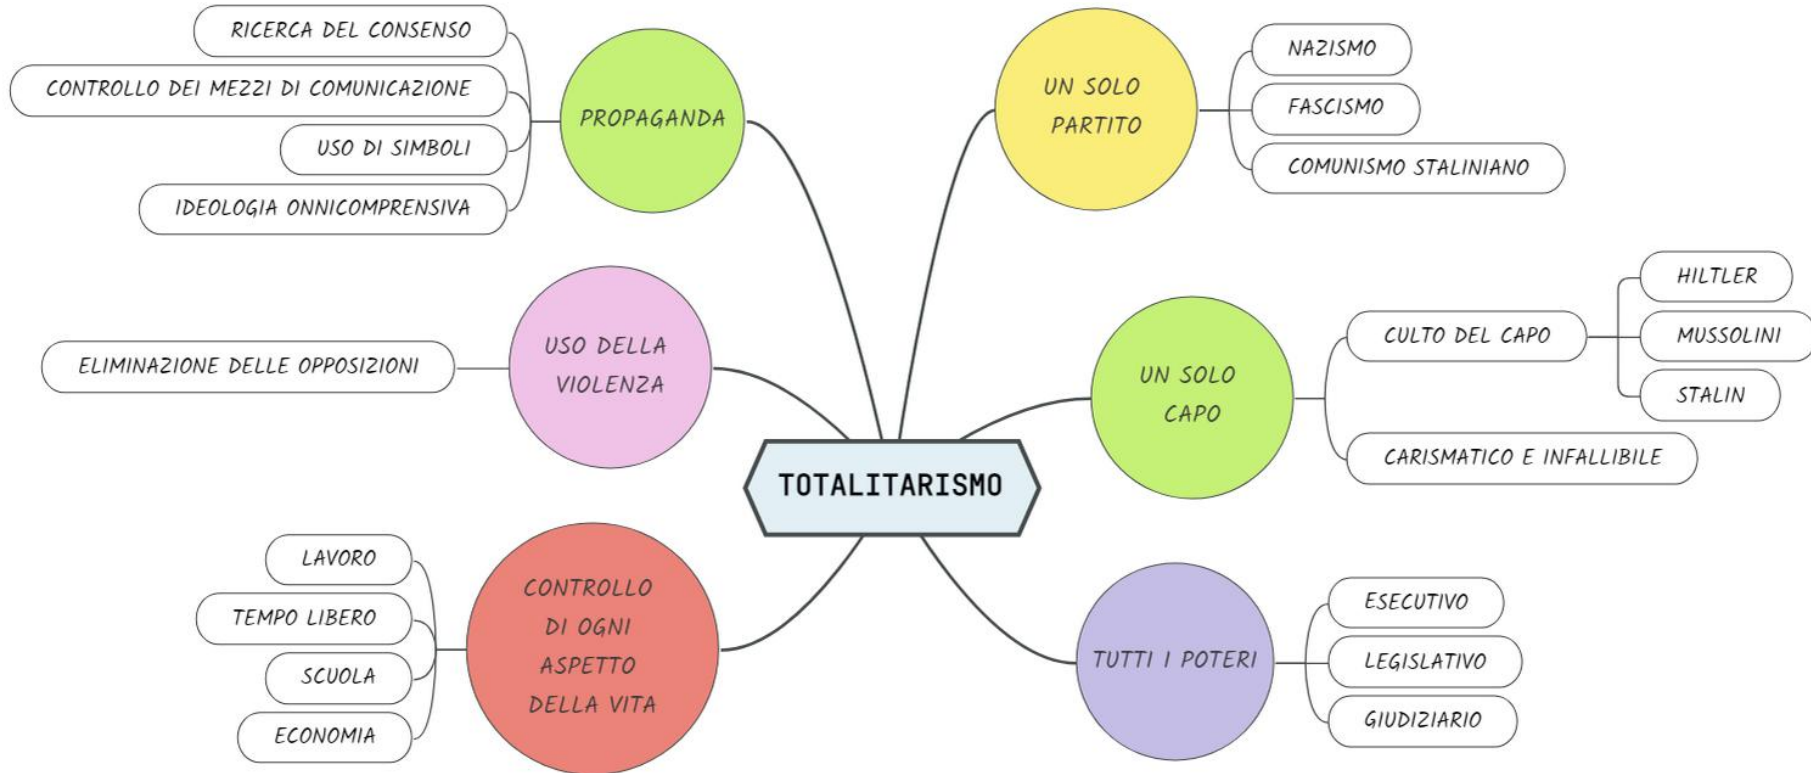 RICERCA DEL CONSENSO
CONTROLLO DEI MEZZI DI COMUNICAZIONE
USO DI SIMBOLI
IDEOLOGIA ONNICOMPRENSIVA
PROPAGANDA
UN SOLO
PARTITO
NAZISMO
FASCISMO
COMUNISMO STALINIANO
ELIMINAZIONE DELLE OPPOSIZIONI
USO DELLA
VIOLENZA
UN SOLO
CAPO
CULTO DEL CAPO
HILTLER
MUSSOLINI
STALIN
CARISMATICO E INFALLIBILE
TOTALITARISMO
LAVORO
TEMPO LIBERO
SCUOLA
ECONOMIA
CONTROLLO
DI OGNI
ASPETTO
DELLA VITA
TUTTI I POTERI
ESECUTIVO
LEGISLATIVO
GIUDIZIARIO